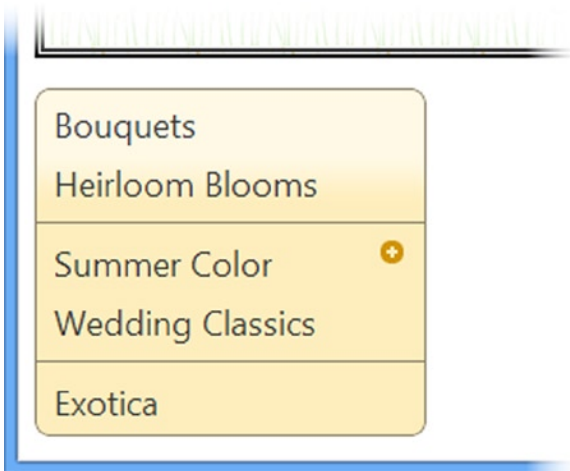 Bouquets
Heirloom Blooms
Summer Color
Wedding Classics
Exotica